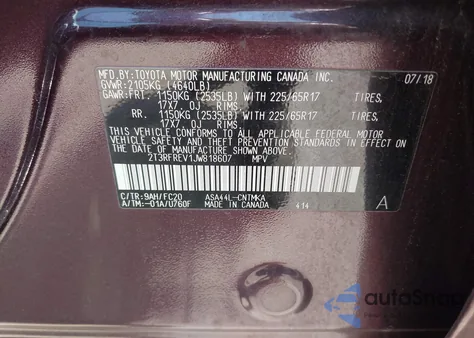 MFD.BY: TOYOTA MOTOR MANUFACTURING CANADA INC. 07/18
GVWR: 2105KG (4640LB)
GAWR: FRT. 1150KG (2535LB) WITH 225/65R17 TIRES,
17X7 OJ RIMS,
RR. 1150KG (2535LB) WITH 225/65R17 TIRES,
17X7 OJ RIMS,
THIS VEHICLE CONFORMS TO ALL APPLICABLE FEDERAL MOTOR
VEHICLE SAFETY, BUMPER, AND THEFT PREVENTION STANDARDS
IN EFFECT ON THE DATE OF MANUFACTURE SHOWN ABOVE.
2T3RFREV1JW818607 MPV
C/TR: 9AH/FC20 ASA44L-CNTMKA
A/TM: -01A/U760F MADE IN CANADA 414 A
autoSnap